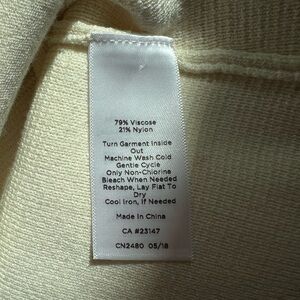 79% Viscose
21% Nylon
Turn Garment Inside
Out
Machine Wash Cold
Gentle Cycle
Only Non-Chlorine
Bleach When Needed
Reshape, Lay Flat To
Dry
Cool Iron, If Needed
Made in China
CA #23147
CN2480 05/18